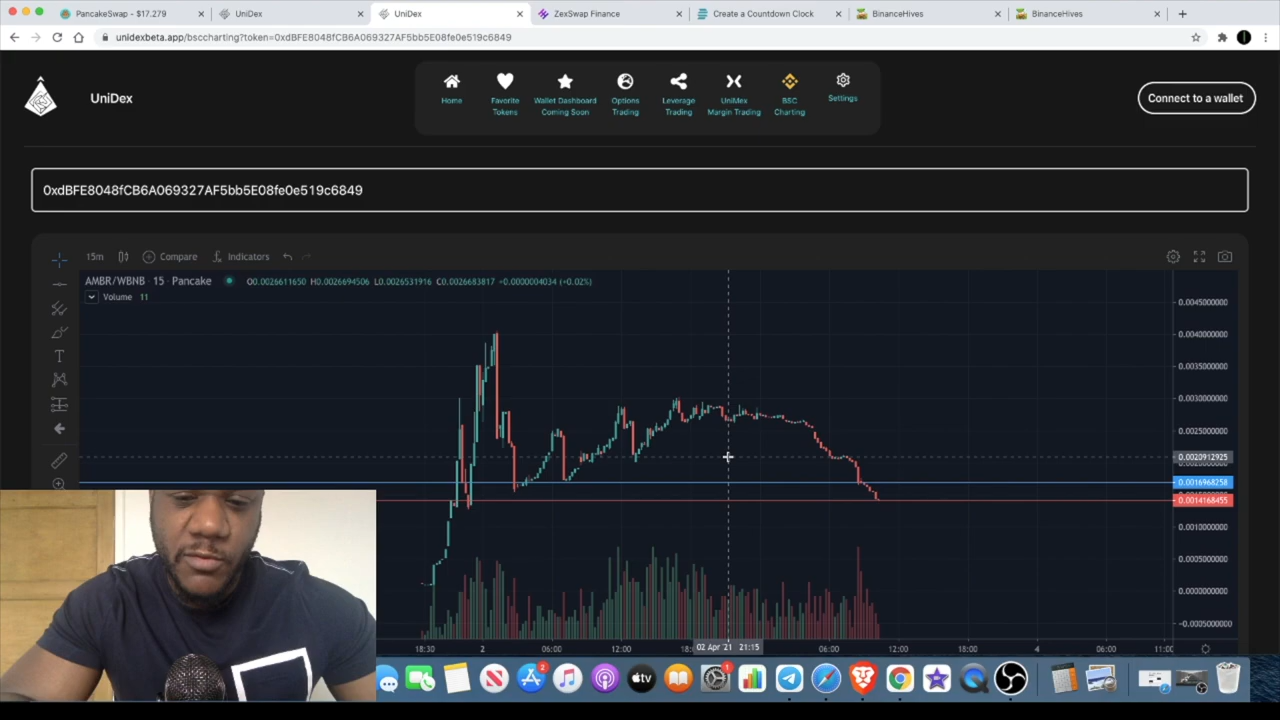 PancakeSwap - $17.279
UniDex
UniDex
ZexSwap Finance
Create a Countdown Clock
BinanceHives
BinanceHives
unidexbeta.app/bsccharting?token=0xdBFE8048fCB6A069327AF5bb5E08fe0e519c6849
UniDex
Home
Favorite
Tokens
Wallet Dashboard
Coming Soon
Options
Trading
Leverage
Trading
UniMex
Margin Trading
BSC
Charting
Settings
Connect to a wallet
0xdBFE8048fCB6A069327AF5bb5E08fe0e519c6849
15m
Compare
Indicators
AMBR/WBNB · 15 · Pancake
O0.0026611650 H0.0026694506 L0.0026531916 C0.0026683817 +0.0000004034 (+0.02%)
Volume 11
0.0045000000
0.0040000000
0.0035000000
0.0030000000
0.0025000000
0.0020912925
0.0016968258
0.0014168455
0.0010000000
0.0005000000
0.0000000000
-0.0005000000
18:30 2 06:00 12:00 02 Apr '21 21:15 06:00 12:00 18:00 4 06:00
2
1
tv